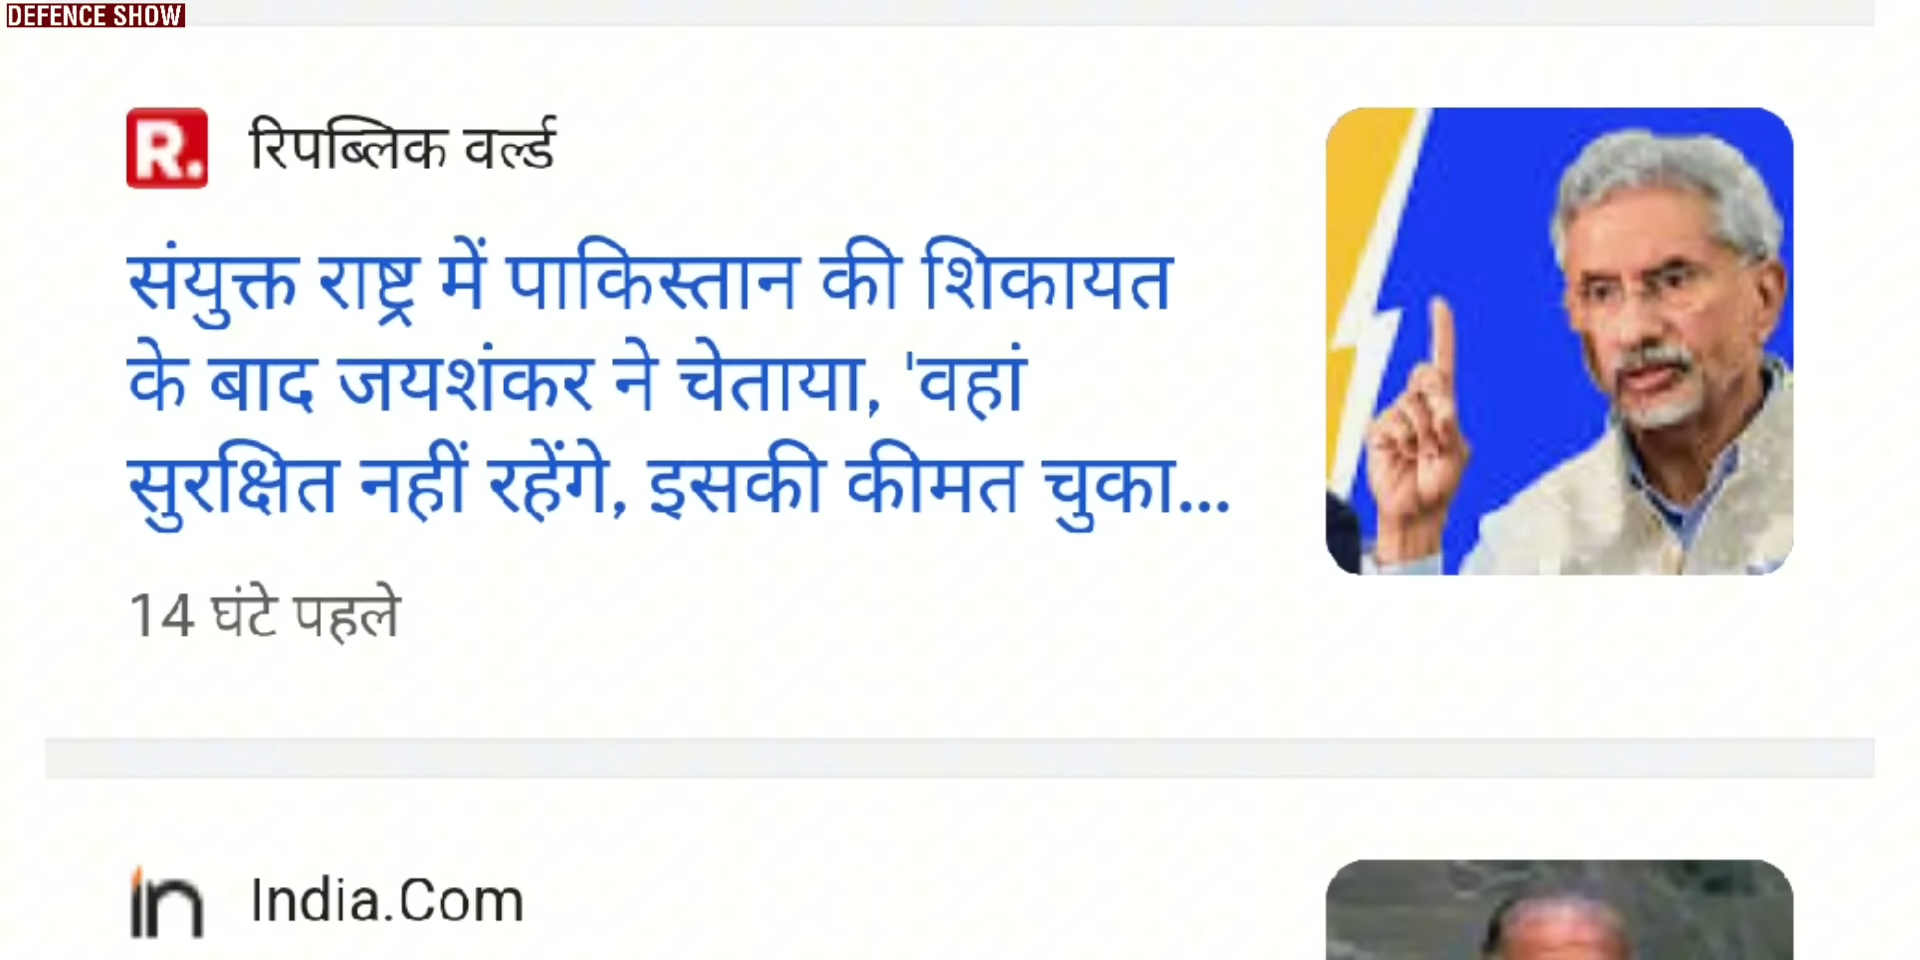 DEFENCE SHOW
R. रिपब्लिक वर्ल्ड
संयुक्त राष्ट्र में पाकिस्तान की शिकायत
के बाद जयशंकर ने चेताया, 'वहां
सुरक्षित नहीं रहेंगे, इसकी कीमत चुका...
14 घंटे पहले
in India.Com